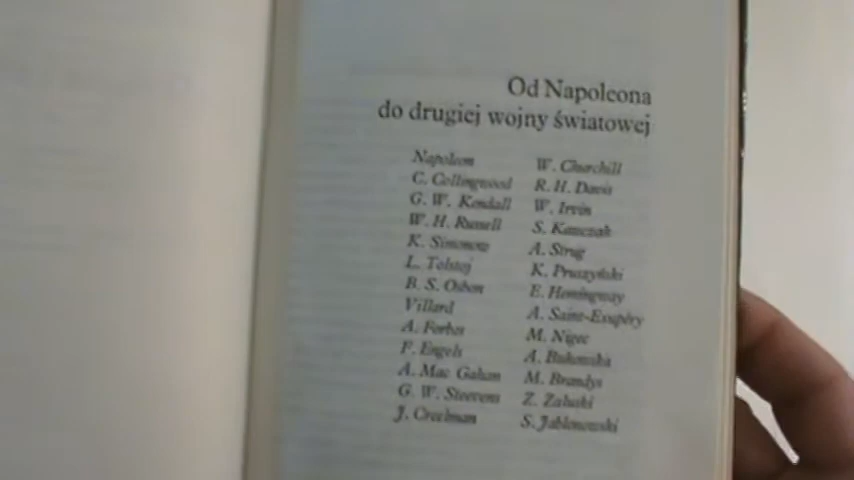 Od Napoleona
do drugiej wojny światowej
Napoleon
C. Collingwood
G. W. Kendall
W. H. Russell
K. Simonow
L. Tołstoj
B. S. Osbon
Villard
A. Forbes
F. Engels
A. Mac Gahan
G. W. Steevens
J. Creelman
W. Churchill
R. H. Davis
W. Irvin
S.
A. Strug
K. Pruszyński
E. Hemingway
A. Saint-Exupéry
M.
A.
M. Brandys
Z. Załuski
S. Jabłonowski